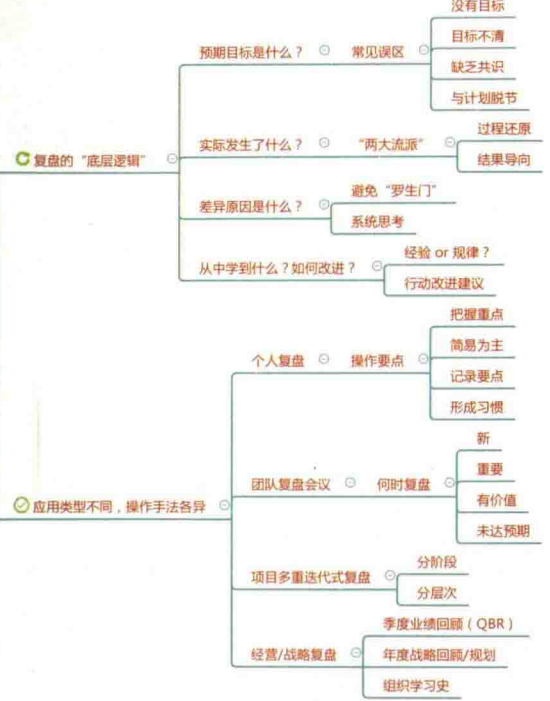 复盘的“底层逻辑”
预期目标是什么？
常见误区
没有目标
目标不清
缺乏共识
与计划脱节
实际发生了什么？
“两大流派”
过程还原
结果导向
差异原因是什么？
避免“罗生门”
系统思考
从中学到什么？如何改进？
经验 or 规律？
行动改进建议
应用类型不同，操作手法各异
个人复盘
操作要点
把握重点
简易为主
记录要点
形成习惯
团队复盘会议
何时复盘
新
重要
有价值
未达预期
项目多重迭代式复盘
分阶段
分层次
经营/战略复盘
季度业绩回顾（QBR）
年度战略回顾/规划
组织学习史